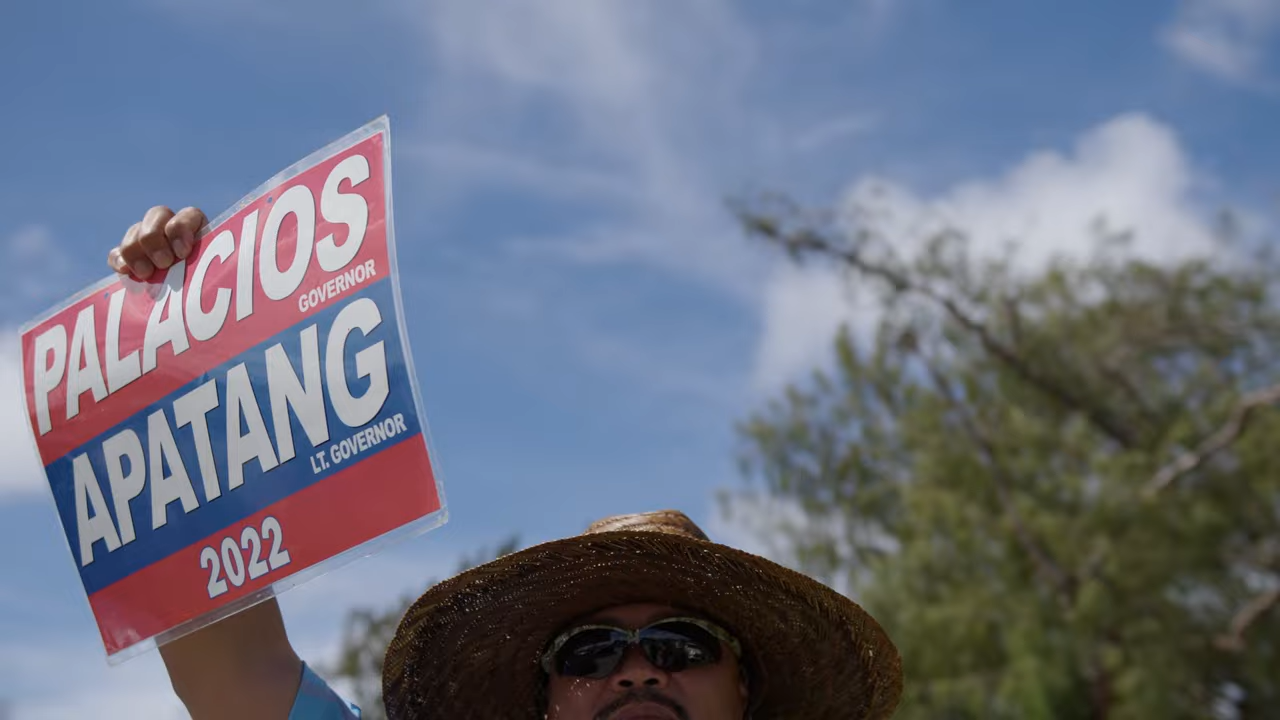 PALACIOS
GOVERNOR
APATANG
LT. GOVERNOR
2022